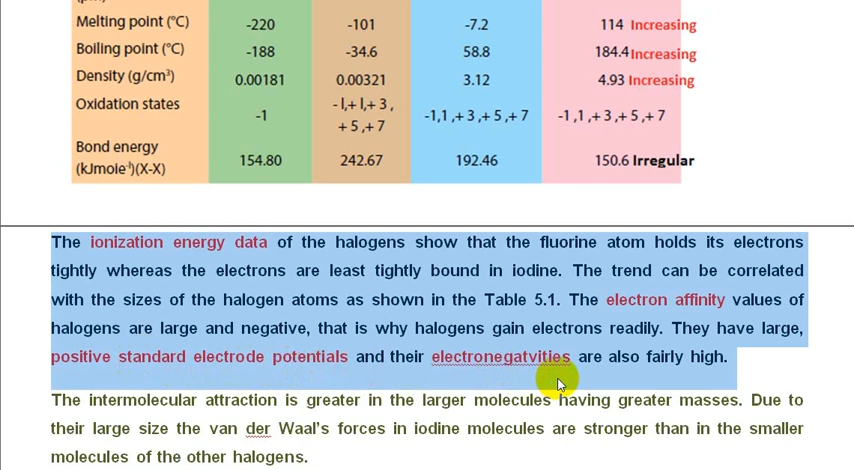 Melting point (°C) -220 -101 -7.2 114 Increasing
Boiling point (°C) -188 -34.6 58.8 184.4 Increasing
Density (g/cm³) 0.00181 0.00321 3.12 4.93 Increasing
Oxidation states -1 - 1,+ 1,+ 3 , + 5 ,+ 7 -1,1 ,+ 3 ,+ 5 ,+ 7 -1 ,1 ,+ 3 ,+ 5 ,+ 7
Bond energy 
(kJmole⁻¹)(X-X) 154.80 242.67 192.46 150.6 Irregular
The ionization energy data of the halogens show that the fluorine atom holds its electrons
tightly whereas the electrons are least tightly bound in iodine. The trend can be correlated
with the sizes of the halogen atoms as shown in the Table 5.1. The electron affinity values of
halogens are large and negative, that is why halogens gain electrons readily. They have large,
positive standard electrode potentials and their electronegatvities are also fairly high.
The intermolecular attraction is greater in the larger molecules having greater masses. Due to
their large size the van der Waal's forces in iodine molecules are stronger than in the smaller
molecules of the other halogens.